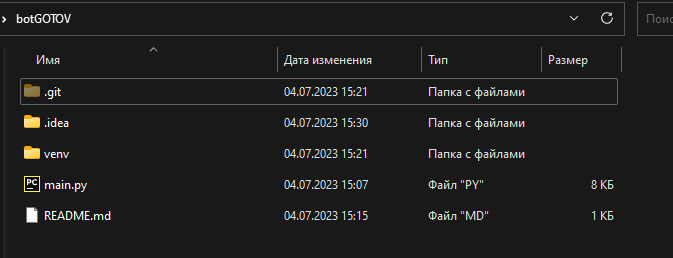 botGOTOV Пои
Имя Дата изменения Тип Размер
.git 04.07.2023 15:21 Папка с файлами
.idea 04.07.2023 15:30 Папка с файлами
venv 04.07.2023 15:21 Папка с файлами
PC main.py 04.07.2023 15:07 Файл "PY" 8 КБ
README.md 04.07.2023 15:15 Файл "MD" 1 КБ